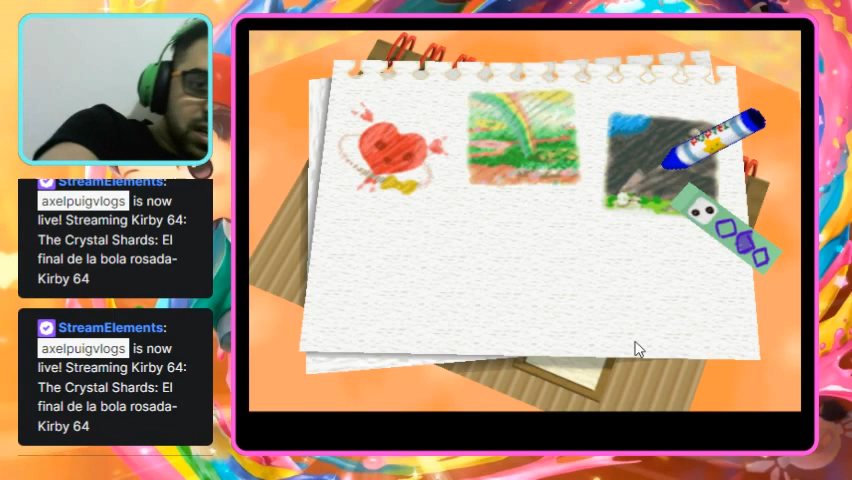 StreamElements:
axelpuigvlogs is now
live! Streaming Kirby 64:
The Crystal Shards: El
final de la bola rosada-
Kirby 64
StreamElements:
axelpuigvlogs is now
live! Streaming Kirby 64:
The Crystal Shards: El
final de la bola rosada-
Kirby 64